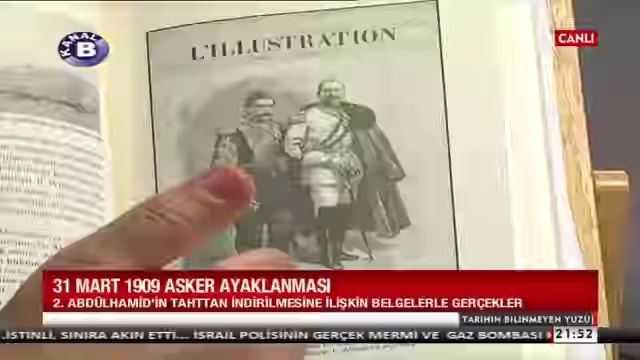 KANAL B
CANLI
L'ILLUSTRATION
31 MART 1909 ASKER AYAKLANMASI
2. ABDÜLHAMİD'İN TAHTTAN İNDİRİLMESİNE İLİŞKİN BELGELERLE GERÇEKLER
TARİHİN BİLİNMEYEN YÜZÜ
LİSTİNLİ, SINIRA AKIN ETTİ... İSRAİL POLİSİNİN GERÇEK MERMİ VE GAZ BOMBASI
21:52